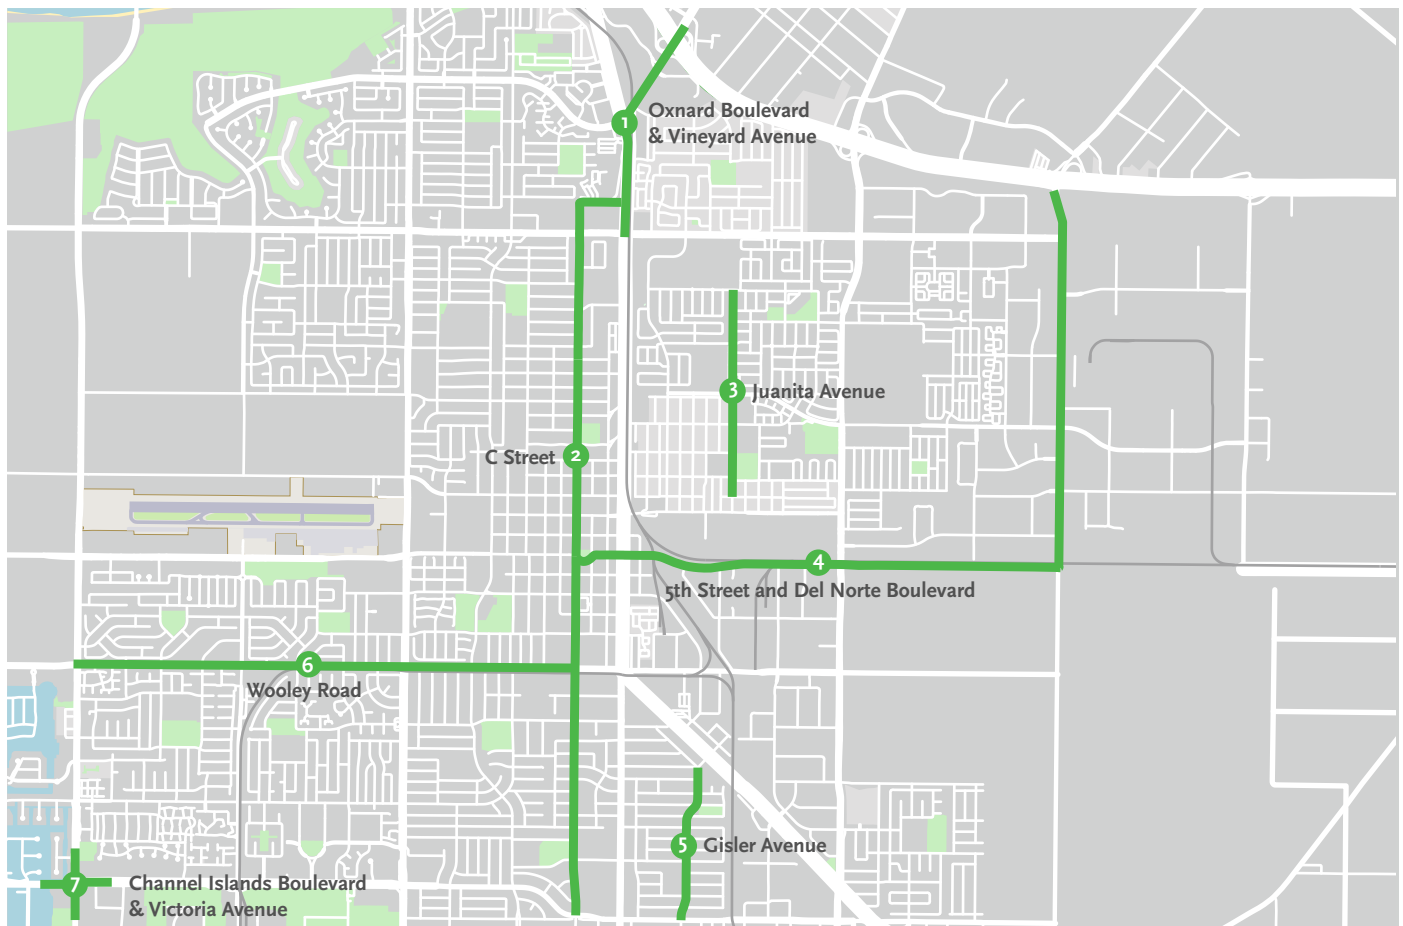 1
Oxnard Boulevard
& Vineyard Avenue
3
Juanita Avenue
C Street
2
4
5th Street and Del Norte Boulevard
6
Wooley Road
5
Gisler Avenue
7
Channel Islands Boulevard
& Victoria Avenue